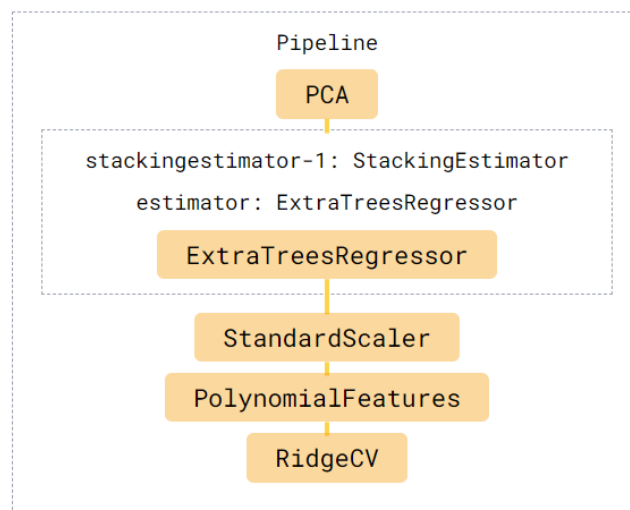 Pipeline
PCA
stackingestimator-1: StackingEstimator
estimator: ExtraTreesRegressor
ExtraTreesRegressor
StandardScaler
PolynomialFeatures
RidgeCV